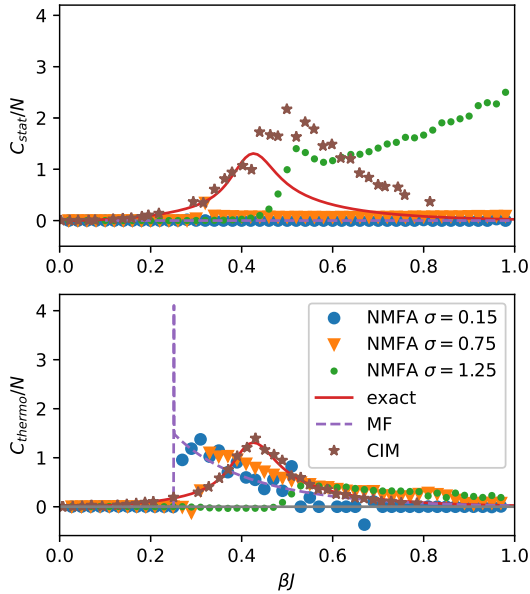 4
3
2
1
0
C_stat/N
0.0
0.2
0.4
0.6
0.8
1.0
4
3
2
1
0
C_thermo/N
NMFA σ = 0.15
NMFA σ = 0.75
NMFA σ = 1.25
exact
MF
CIM
0.0
0.2
0.4
0.6
0.8
1.0
βJ